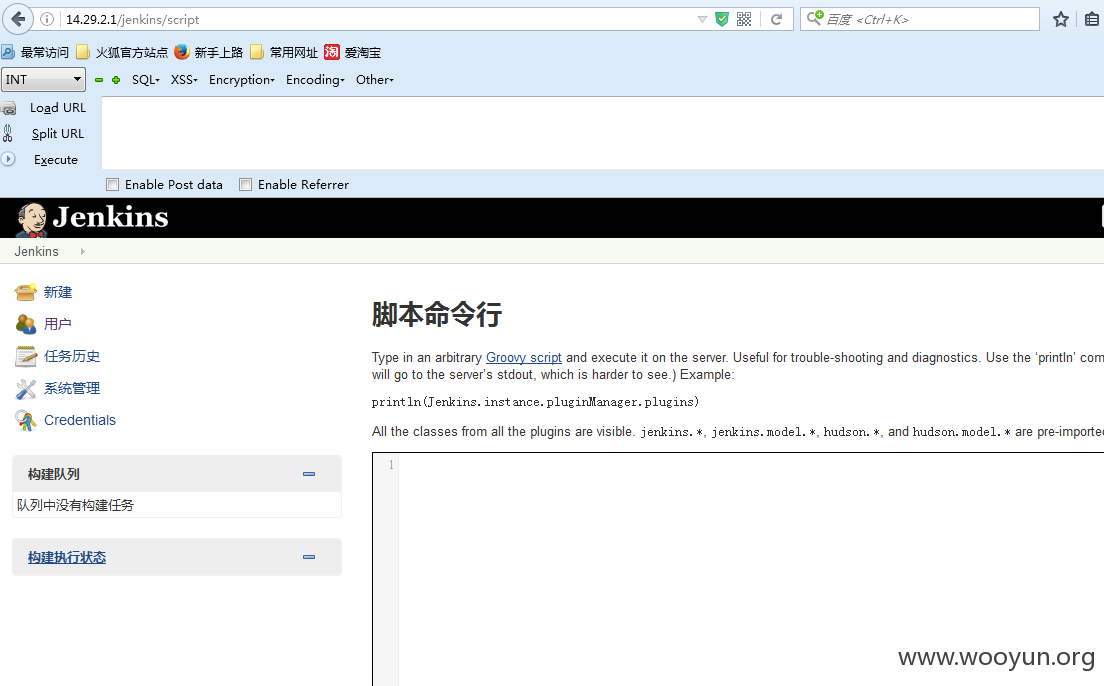 14.29.2.1/jenkins/script
百度 <Ctrl+K>
最常访问 火狐官方站点 新手上路 常用网址 淘 爱淘宝
INT SQL XSS Encryption Encoding Other
Load URL
Split URL
Execute
Enable Post data Enable Referrer
Jenkins
Jenkins
新建
用户
任务历史
系统管理
Credentials
构建队列
队列中没有构建任务
构建执行状态
脚本命令行
Type in an arbitrary Groovy script and execute it on the server. Useful for trouble-shooting and diagnostics. Use the ‘println’ com
will go to the server’s stdout, which is harder to see.) Example:
println(Jenkins.instance.pluginManager.plugins)
All the classes from all the plugins are visible. jenkins.*, jenkins.model.*, hudson.*, and hudson.model.* are pre-importe
1
www.wooyun.org